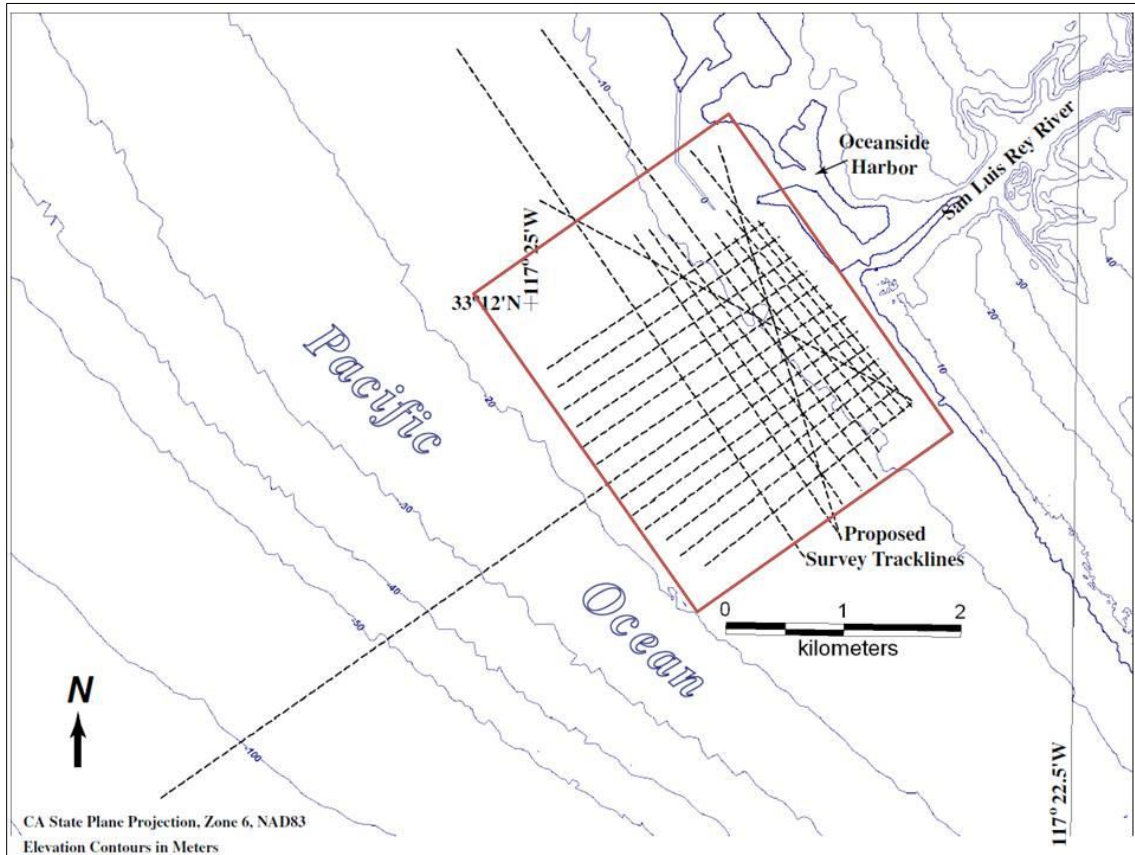 -10
Oceanside
Harbor
San Luis Rey River
0
40
117° 25'W
33°12'N
30
20
Pacific
-20
10
-30
Proposed
Survey Tracklines
Ocean
0 1 2
kilometers
-40
-50
N
-100
117° 22.5'W
CA State Plane Projection, Zone 6, NAD83
Elevation Contours in Meters